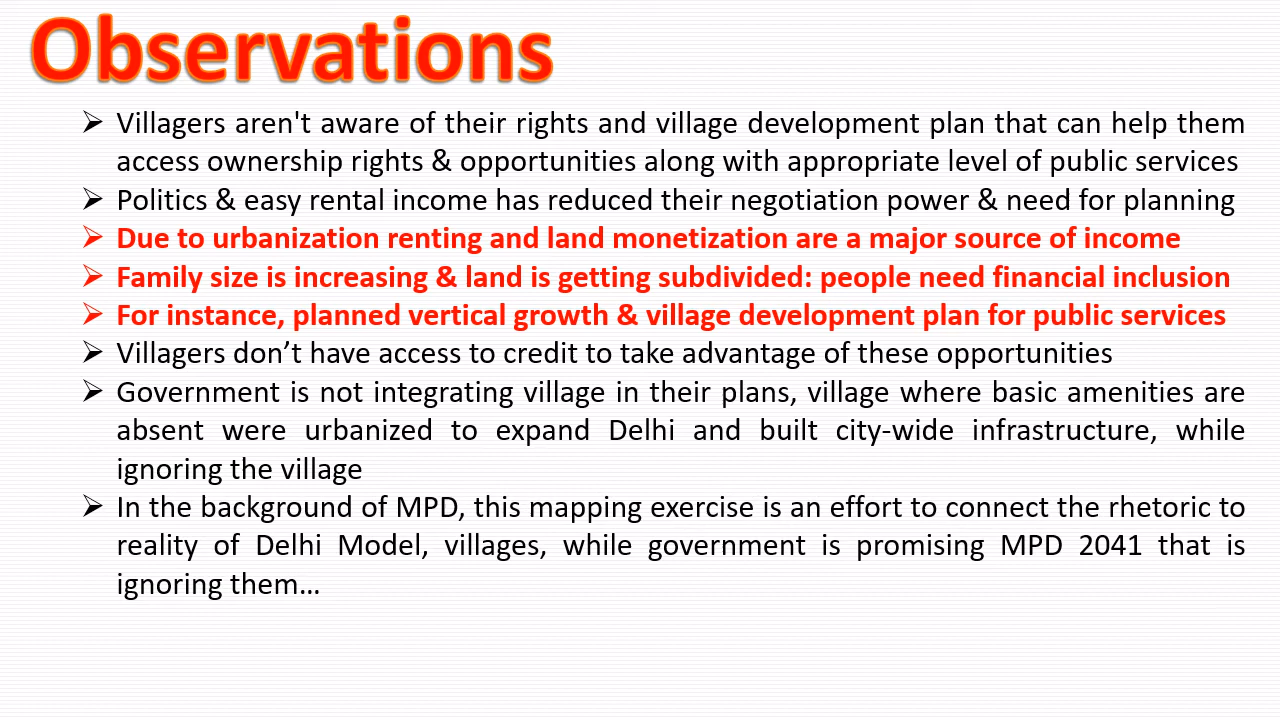 Observations
➢ Villagers aren't aware of their rights and village development plan that can help them
access ownership rights & opportunities along with appropriate level of public services
➢ Politics & easy rental income has reduced their negotiation power & need for planning
➢ Due to urbanization renting and land monetization are a major source of income
➢ Family size is increasing & land is getting subdivided: people need financial inclusion
➢ For instance, planned vertical growth & village development plan for public services
➢ Villagers don’t have access to credit to take advantage of these opportunities
➢ Government is not integrating village in their plans, village where basic amenities are
absent were urbanized to expand Delhi and built city-wide infrastructure, while
ignoring the village
➢ In the background of MPD, this mapping exercise is an effort to connect the rhetoric to
reality of Delhi Model, villages, while government is promising MPD 2041 that is
ignoring them…